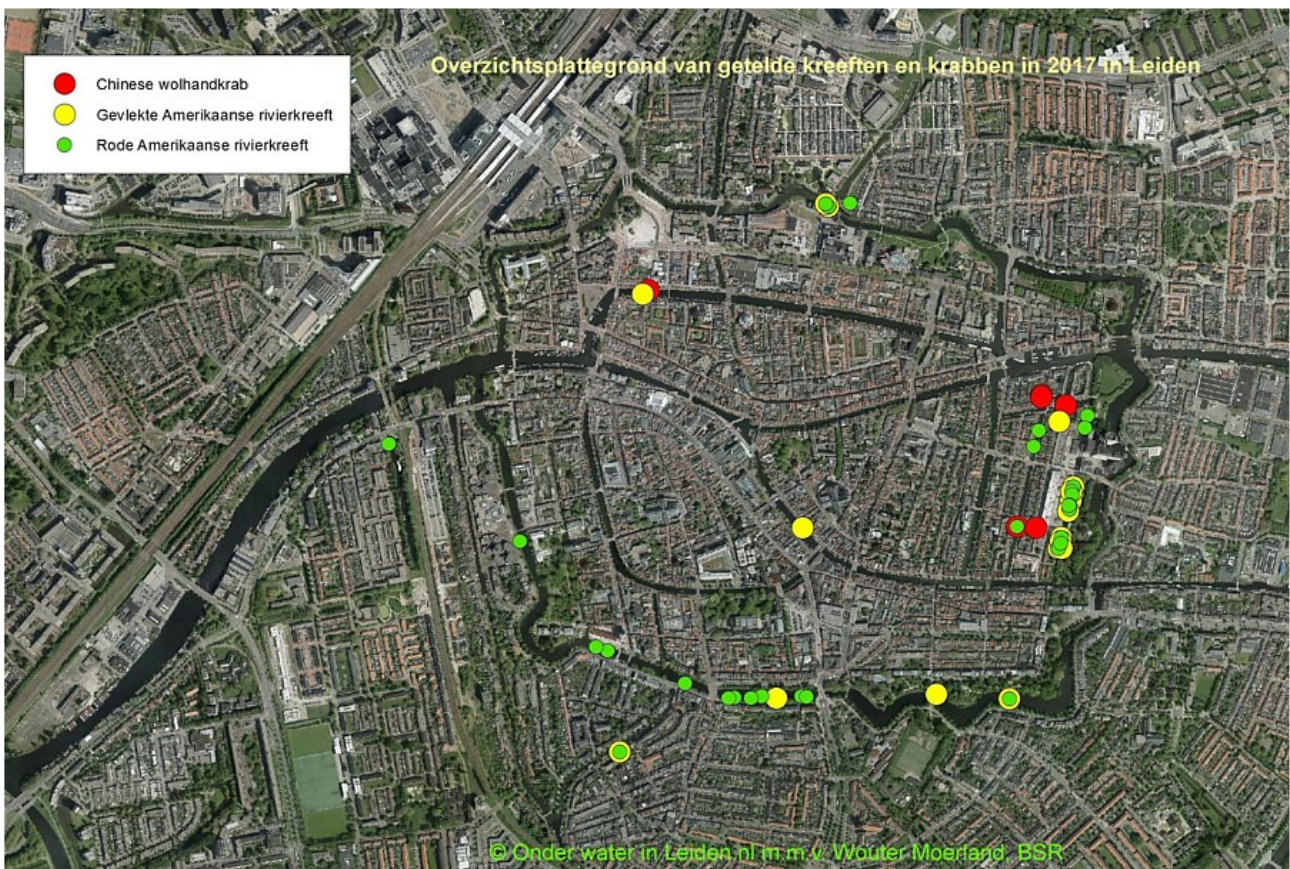 Overzichtsplattegrond van getelde kreeften en krabben in 2017 in Leiden
Chinese wolhandkrab
Gevlekte Amerikaanse rivierkreeft
Rode Amerikaanse rivierkreeft
© Onder water in Leiden.nl m.m.v. Wouter Moerland, BSR